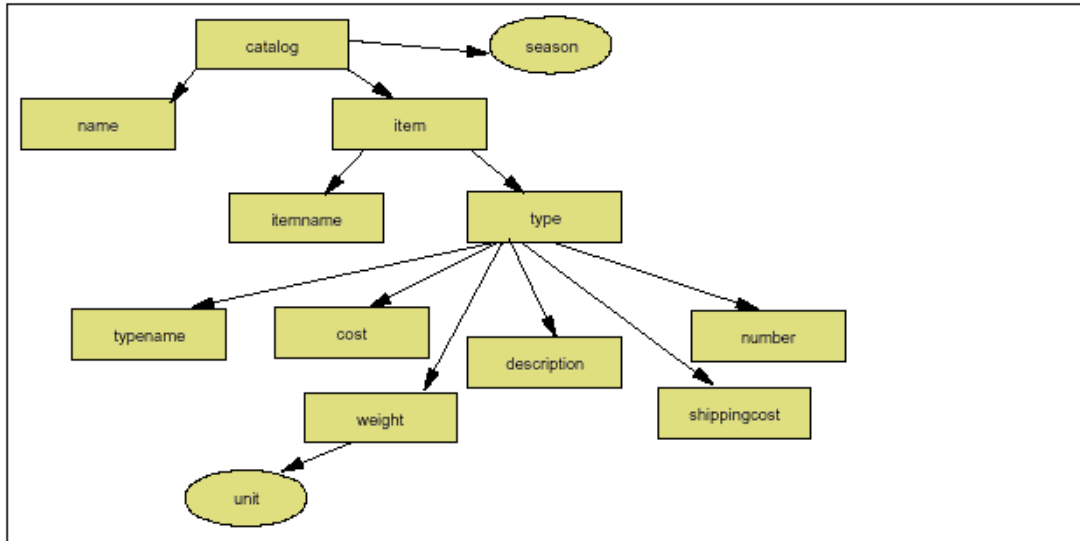 catalog
season
name
item
itemname
type
typename
cost
number
description
weight
shippingcost
unit